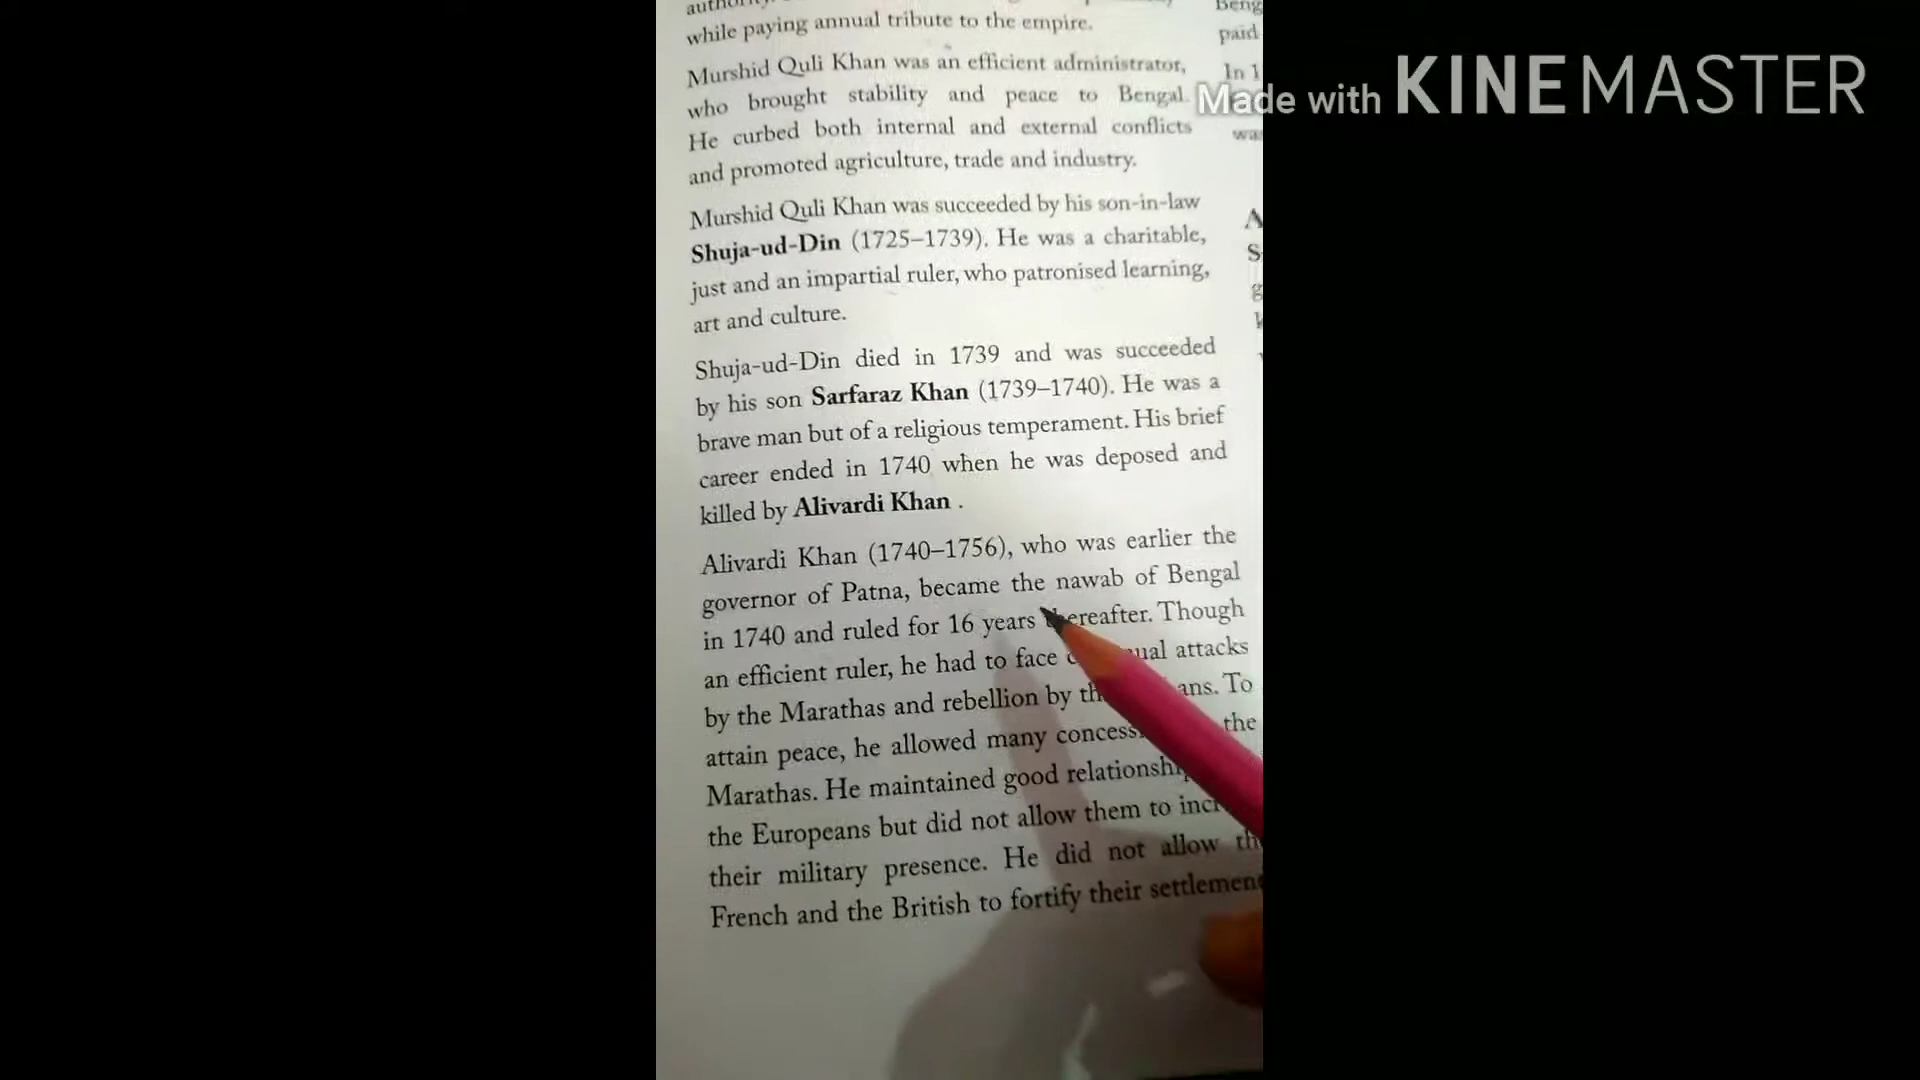 while paying annual tribute to the empire.
Murshid Quli Khan was an efficient administrator,
who brought stability and peace to Bengal.
He curbed both internal and external conflicts
and promoted agriculture, trade and industry.
Murshid Quli Khan was succeeded by his son-in-law
Shuja-ud-Din (1725–1739). He was a charitable,
just and an impartial ruler, who patronised learning,
art and culture.
Shuja-ud-Din died in 1739 and was succeeded
by his son Sarfaraz Khan (1739–1740). He was a
brave man but of a religious temperament. His brief
career ended in 1740 when he was deposed and
killed by Alivardi Khan .
Alivardi Khan (1740–1756), who was earlier the
governor of Patna, became the nawab of Bengal
in 1740 and ruled for 16 years thereafter. Though
an efficient ruler, he had to face attacks
by the Marathas and rebellion by To
attain peace, he allowed many the
Marathas. He maintained good
the Europeans but did not allow them to
their military presence. He did not allow
French and the British to fortify their
paid
In
Made with KINEMASTER